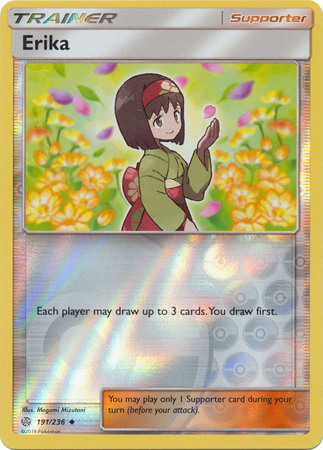 TRAINER Supporter
Erika
Each player may draw up to 3 cards. You draw first.
Illus. Megumi Mizutani
191/236
You may play only 1 Supporter card during your
turn (before your attack).
©2019 Pokémon